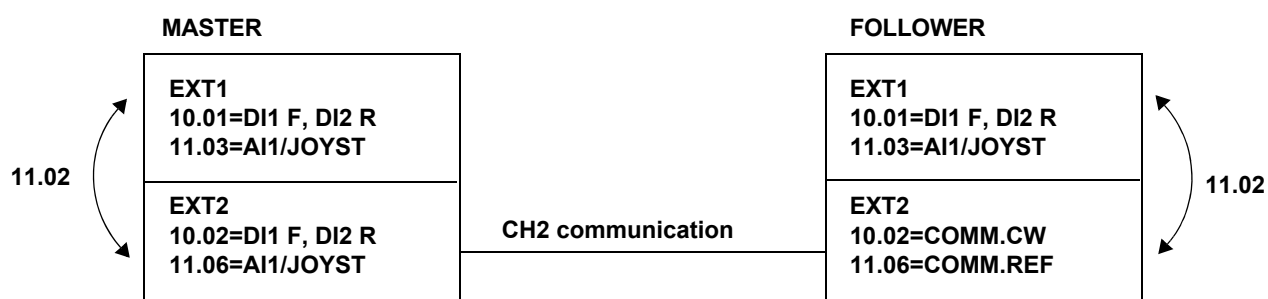 MASTER
EXT1
10.01=DI1 F, DI2 R
11.03=AI1/JOYST
11.02
EXT2
10.02=DI1 F, DI2 R
11.06=AI1/JOYST
CH2 communication
FOLLOWER
EXT1
10.01=DI1 F, DI2 R
11.03=AI1/JOYST
11.02
EXT2
10.02=COMM.CW
11.06=COMM.REF